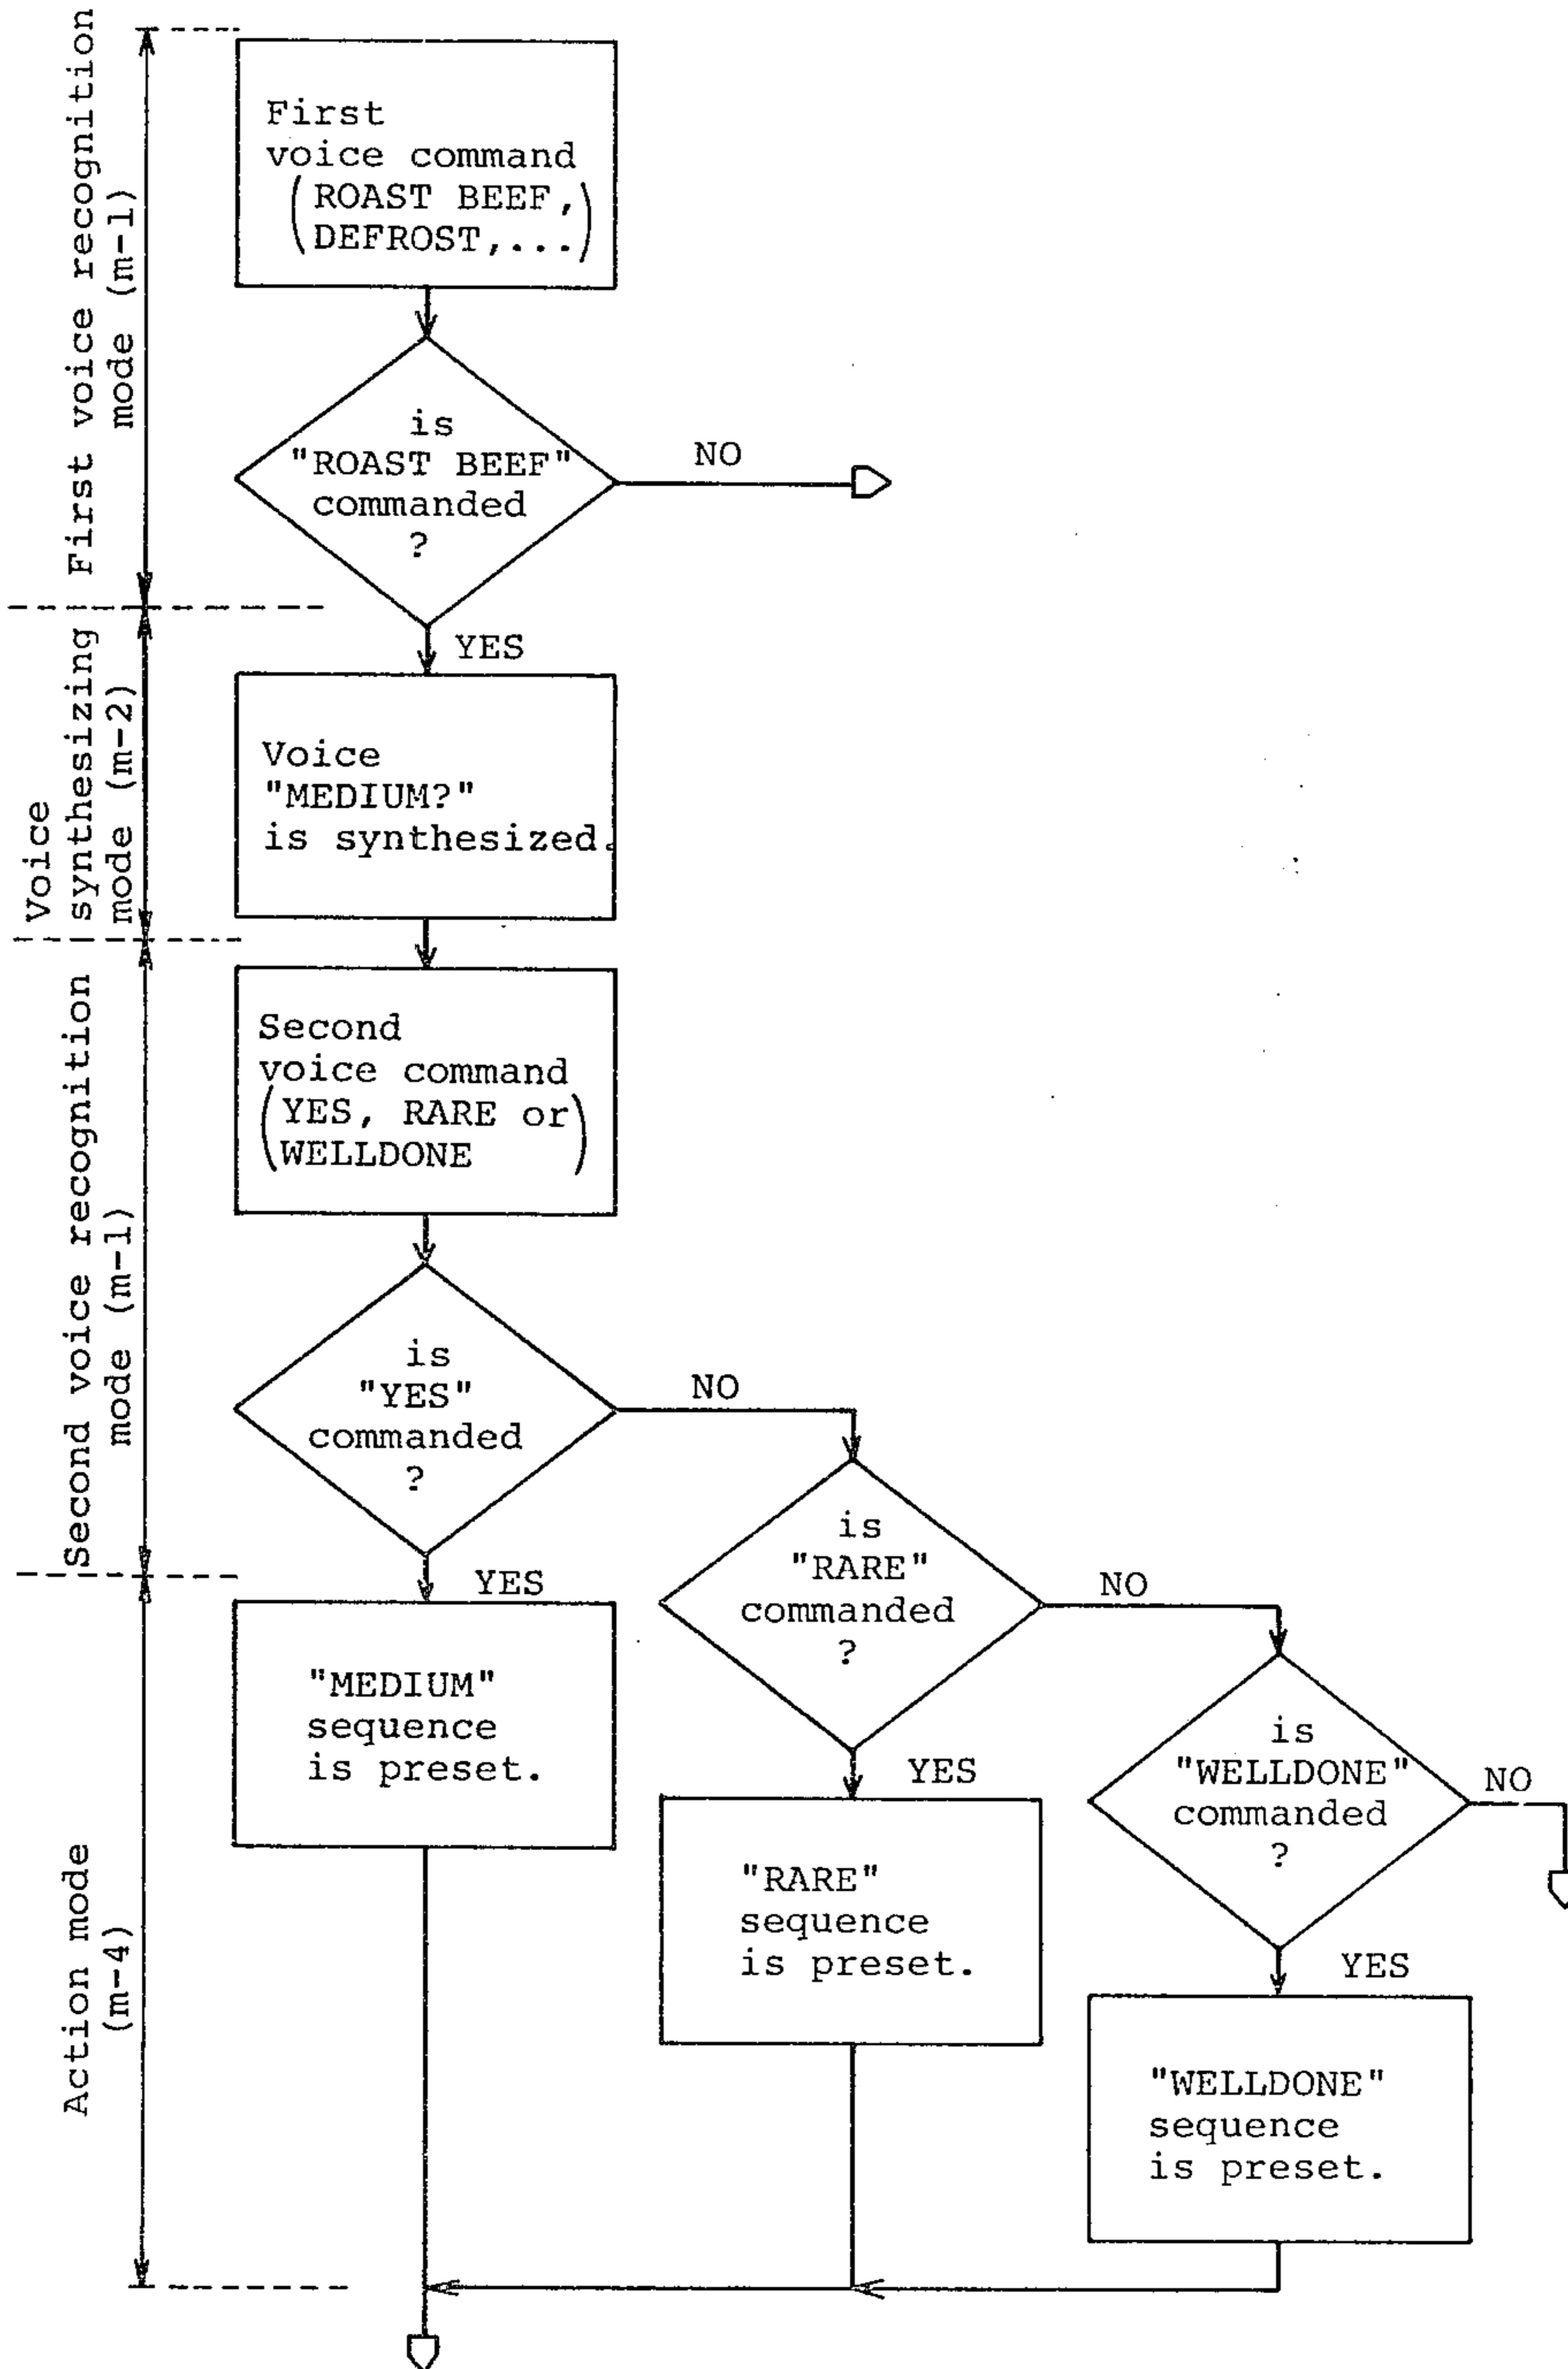 First voice recognition
mode (m-1)
First
voice command
(ROAST BEEF,
DEFROST,...)
is
"ROAST BEEF"
commanded
?
NO
YES
Voice
synthesizing
mode (m-2)
Voice
"MEDIUM?"
is synthesized.
Second voice recognition
mode (m-1)
Second
voice command
(YES, RARE or
WELLDONE)
is
"YES"
commanded
?
NO
YES
is
"RARE"
commanded
?
NO
YES
is
"WELLDONE"
commanded
?
NO
YES
Action mode
(m-4)
"MEDIUM"
sequence
is preset.
"RARE"
sequence
is preset.
"WELLDONE"
sequence
is preset.